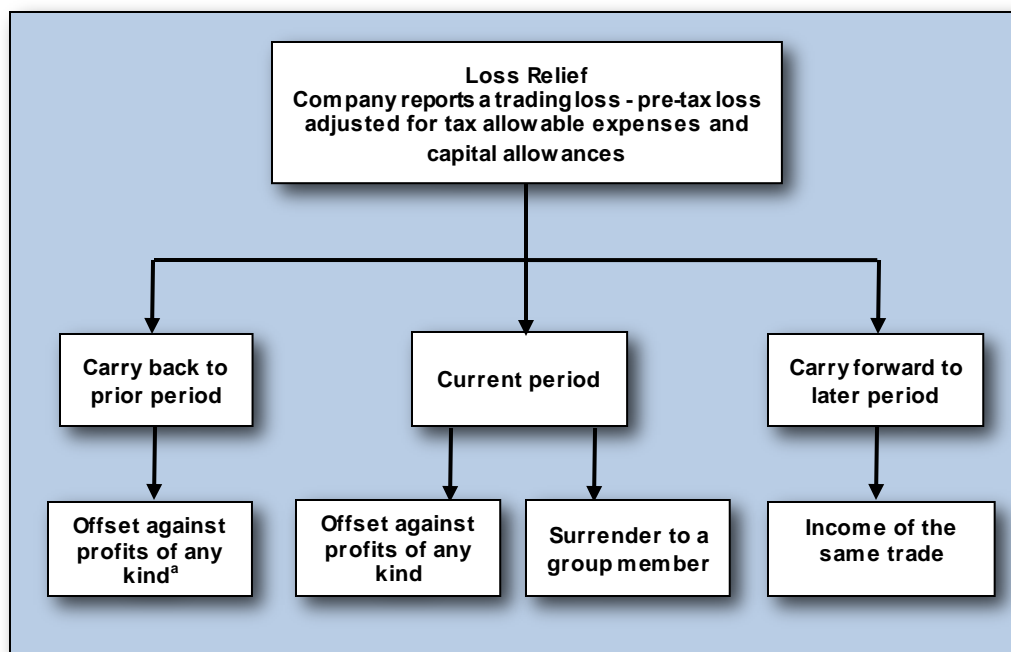 Loss Relief
Company reports a trading loss - pre-tax loss
adjusted for tax allowable expenses and
capital allowances
Carry back to
prior period
Current period
Carry forward to
later period
Offset against
profits of any
kindᵃ
Offset against
profits of any
kind
Surrender to a
group member
Income of the
same trade